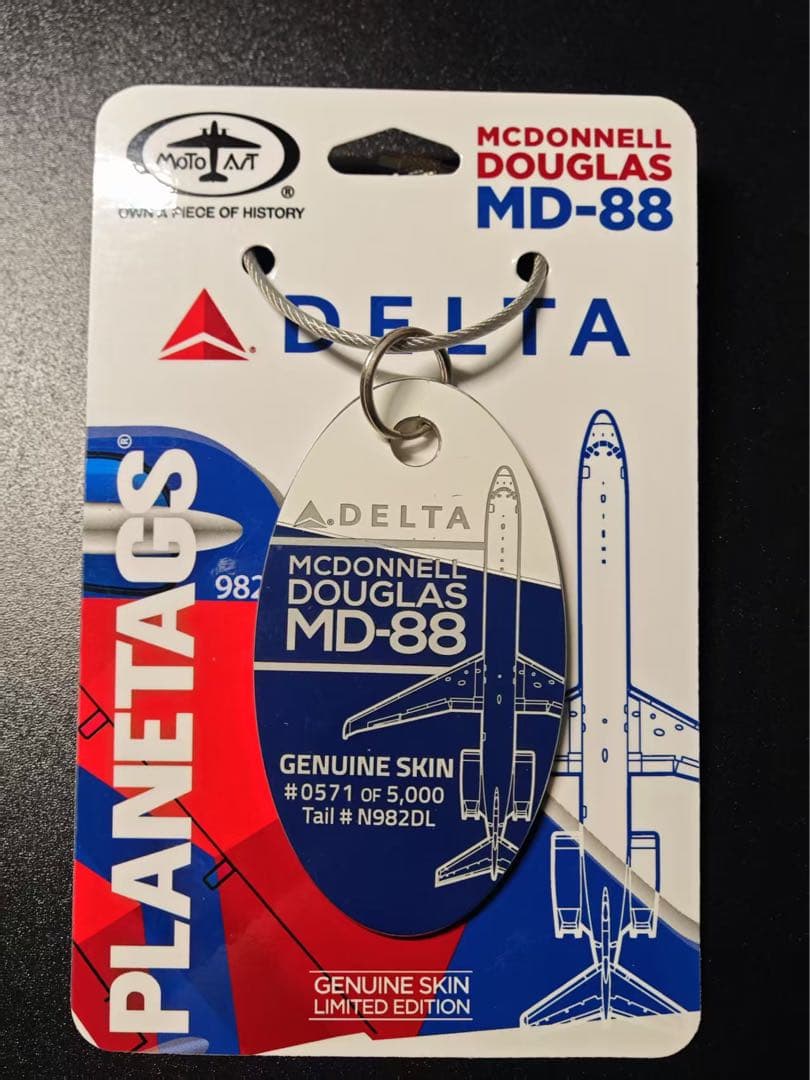 MOTO ART
®
OWN A PIECE OF HISTORY
MCDONNELL
DOUGLAS
MD-88
DELTA
PLANETAGS®
982
DELTA
MCDONNELL
DOUGLAS
MD-88
GENUINE SKIN
#0571 OF 5,000
Tail # N982DL
GENUINE SKIN
LIMITED EDITION